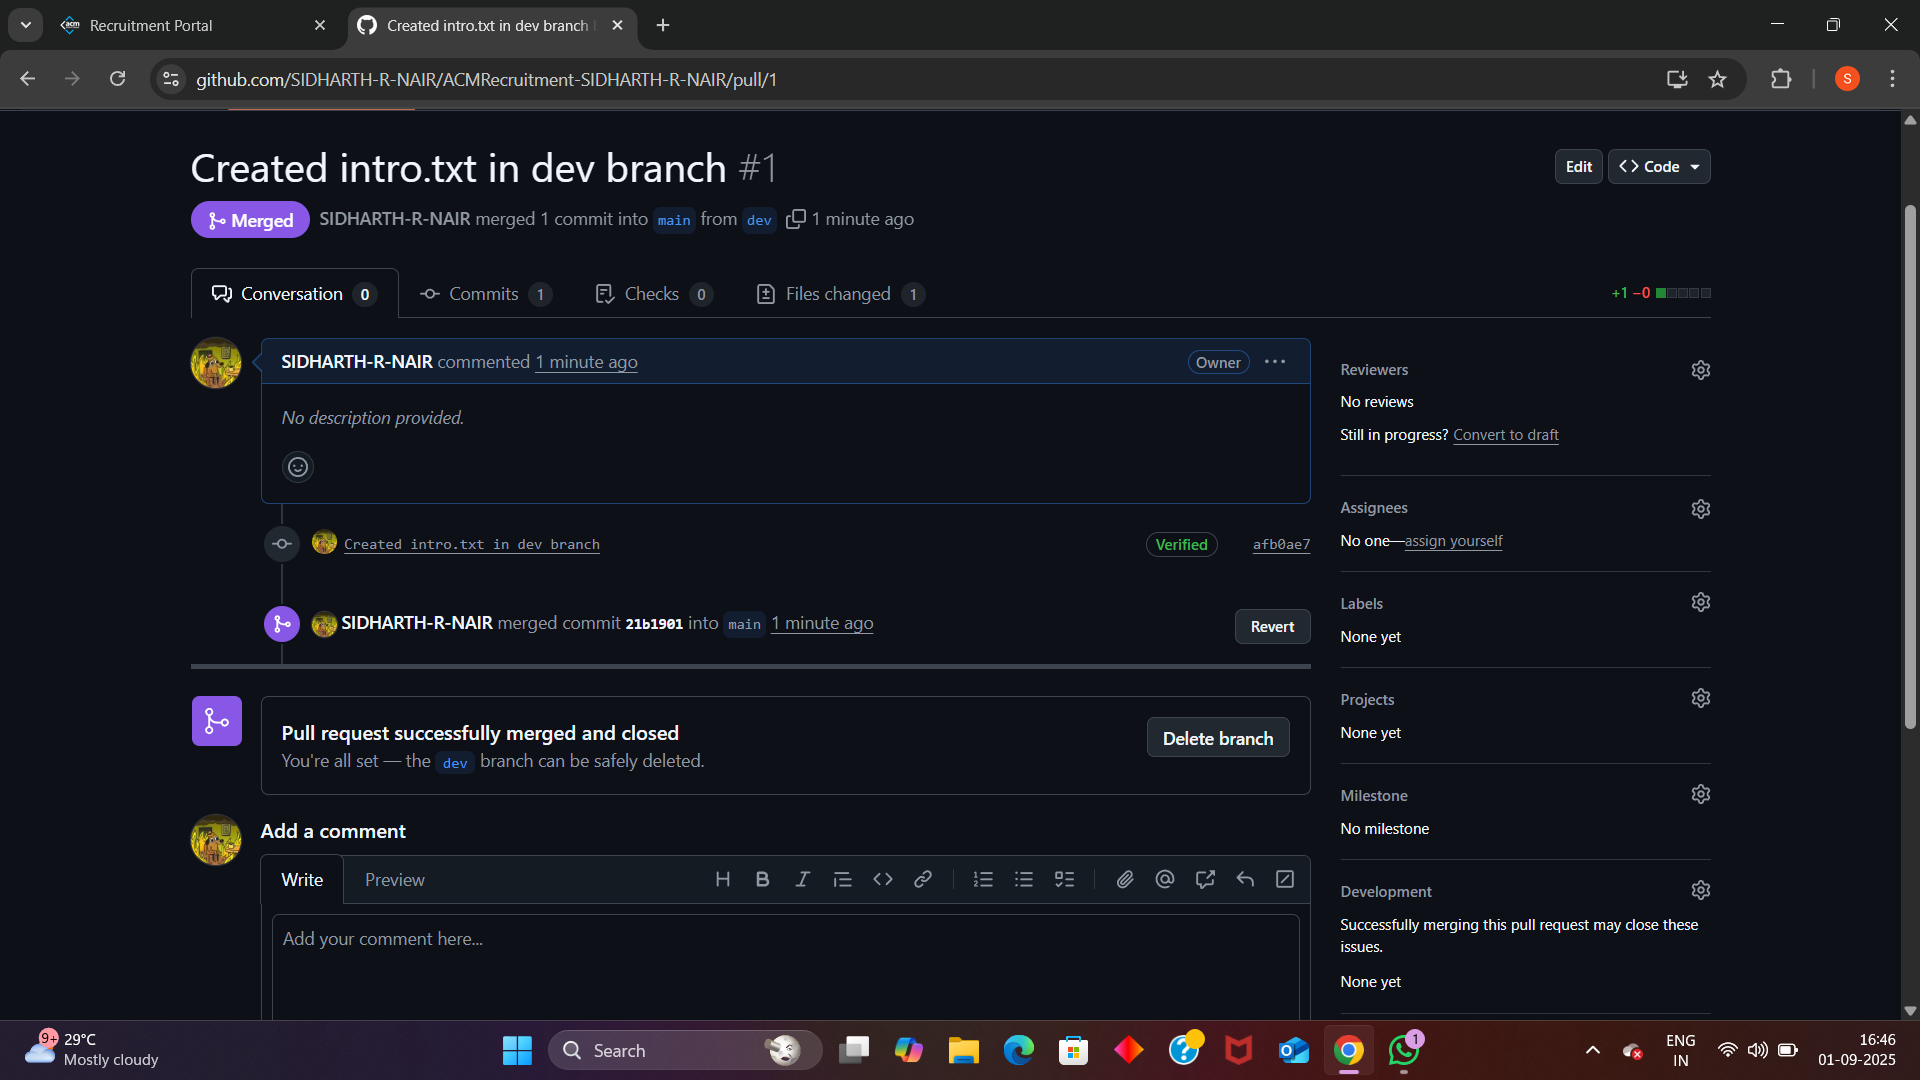 Recruitment Portal
Created intro.txt in dev branch
github.com/SIDHARTH-R-NAIR/ACMRecruitment-SIDHARTH-R-NAIR/pull/1
S
Created intro.txt in dev branch #1
Edit
Code
Merged
SIDHARTH-R-NAIR merged 1 commit into main from dev 1 minute ago
Conversation 0
Commits 1
Checks 0
Files changed 1
+1 −0
SIDHARTH-R-NAIR commented 1 minute ago
Owner
No description provided.
Created intro.txt in dev branch
Verified
afb0ae7
SIDHARTH-R-NAIR merged commit 21b1901 into main 1 minute ago
Revert
Pull request successfully merged and closed
You're all set — the dev branch can be safely deleted.
Delete branch
Add a comment
Write
Preview
H B I
Add your comment here...
Reviewers
No reviews
Still in progress? Convert to draft
Assignees
No one—assign yourself
Labels
None yet
Projects
None yet
Milestone
No milestone
Development
Successfully merging this pull request may close these
issues.
None yet
9+
29°C
Mostly cloudy
Search
1
ENG
IN
16:46
01-09-2025